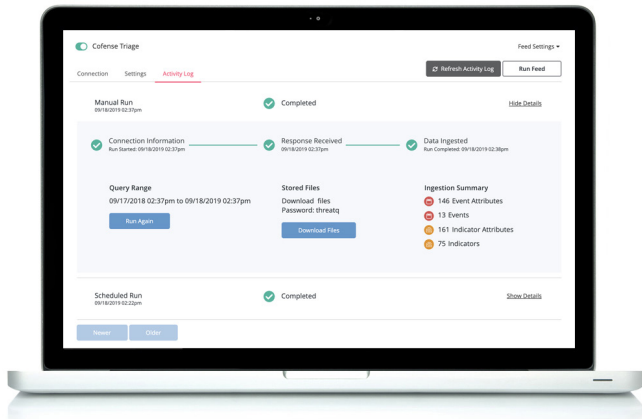 Cofense Triage
Feed Settings
Connection
Settings
Activity Log
Refresh Activity Log
Run Feed
Manual Run
09/18/2019 02:37pm
Completed
Hide Details
Connection Information
Run Started: 09/18/2019 02:37pm
Response Received
09/18/2019 02:37pm
Data Ingested
Run Completed: 09/18/2019 02:38pm
Query Range
09/17/2018 02:37pm to 09/18/2019 02:37pm
Run Again
Stored Files
Download files
Password: threatq
Download Files
Ingestion Summary
146 Event Attributes
13 Events
161 Indicator Attributes
75 Indicators
Scheduled Run
09/18/2019 02:22pm
Completed
Show Details
Newer
Older